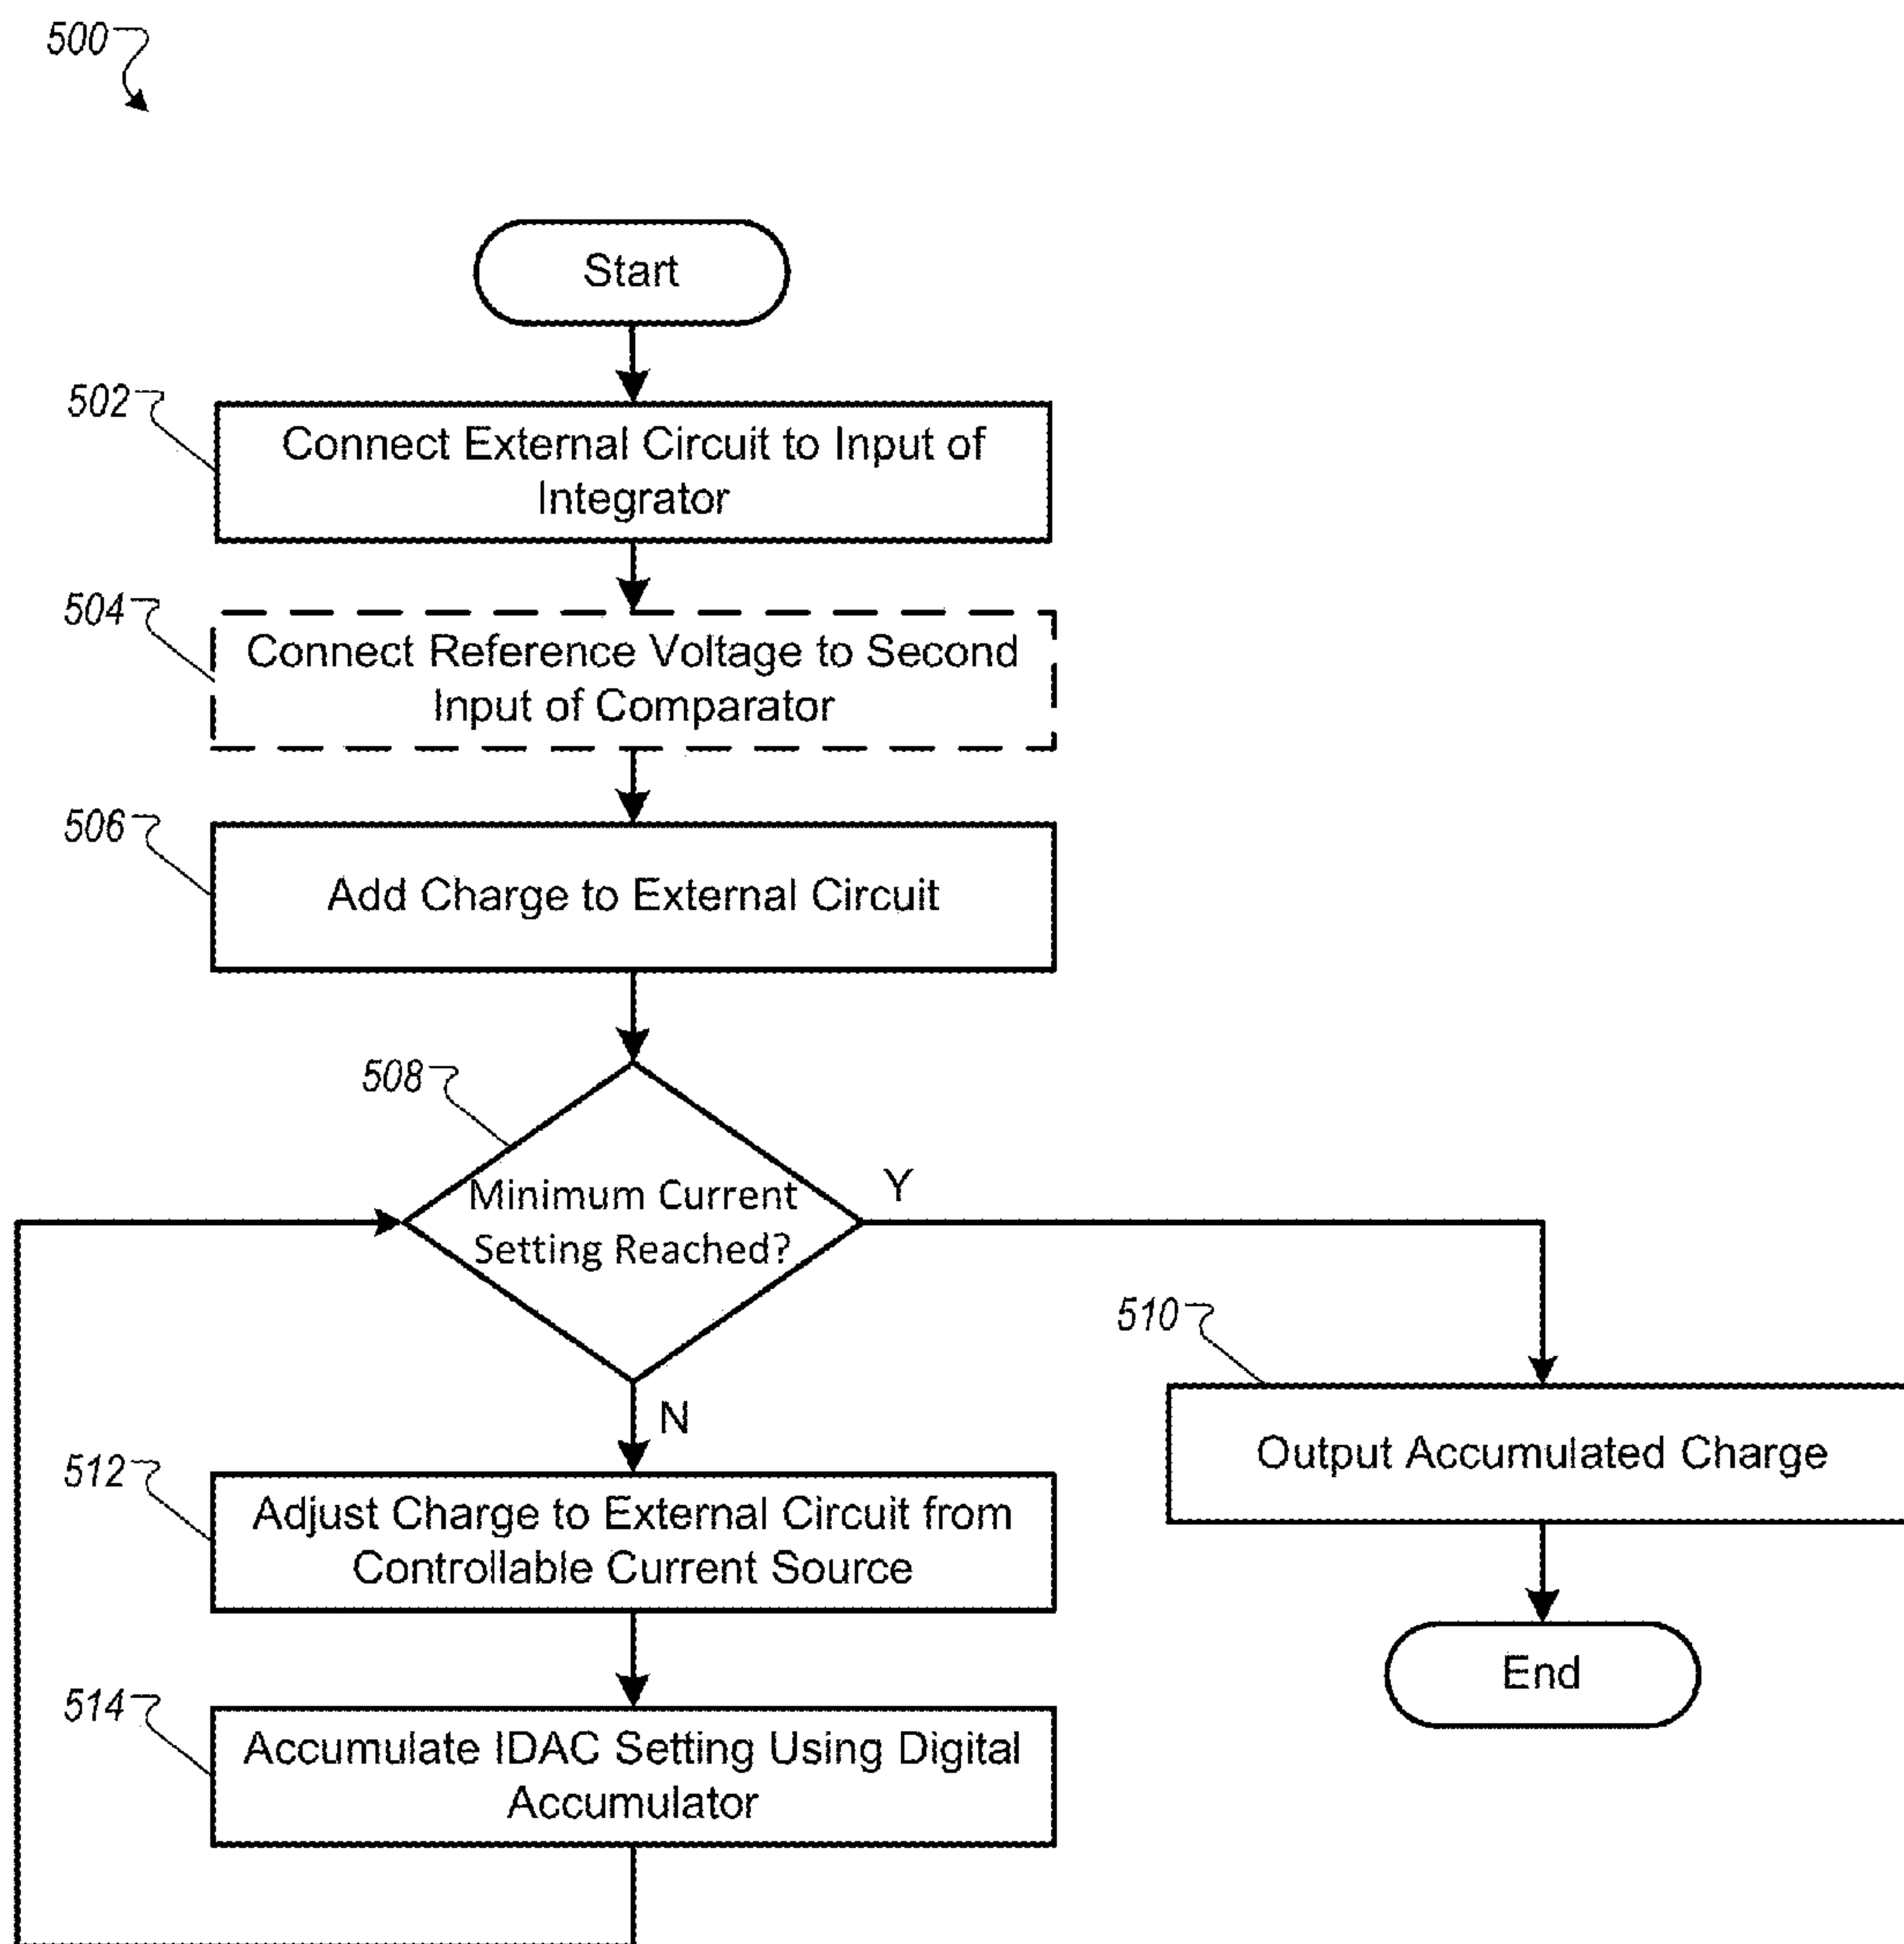 500
Start
502
Connect External Circuit to Input of
Integrator
504
Connect Reference Voltage to Second
Input of Comparator
506
Add Charge to External Circuit
508
Minimum Current
Setting Reached?
Y
N
510
Output Accumulated Charge
End
512
Adjust Charge to External Circuit from
Controllable Current Source
514
Accumulate IDAC Setting Using Digital
Accumulator